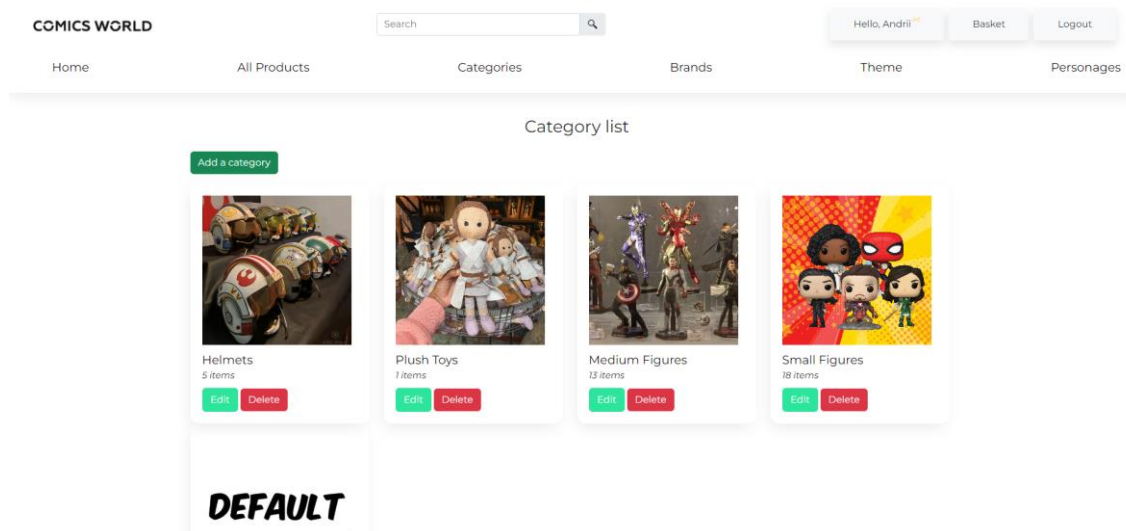 COMICS WORLD
Search
Hello, Andrii
Basket
Logout
Home
All Products
Categories
Brands
Theme
Personages
Category list
Add a category
Helmets
5 items
Edit Delete
Plush Toys
1 items
Edit Delete
Medium Figures
13 items
Edit Delete
Small Figures
18 items
Edit Delete
DEFAULT